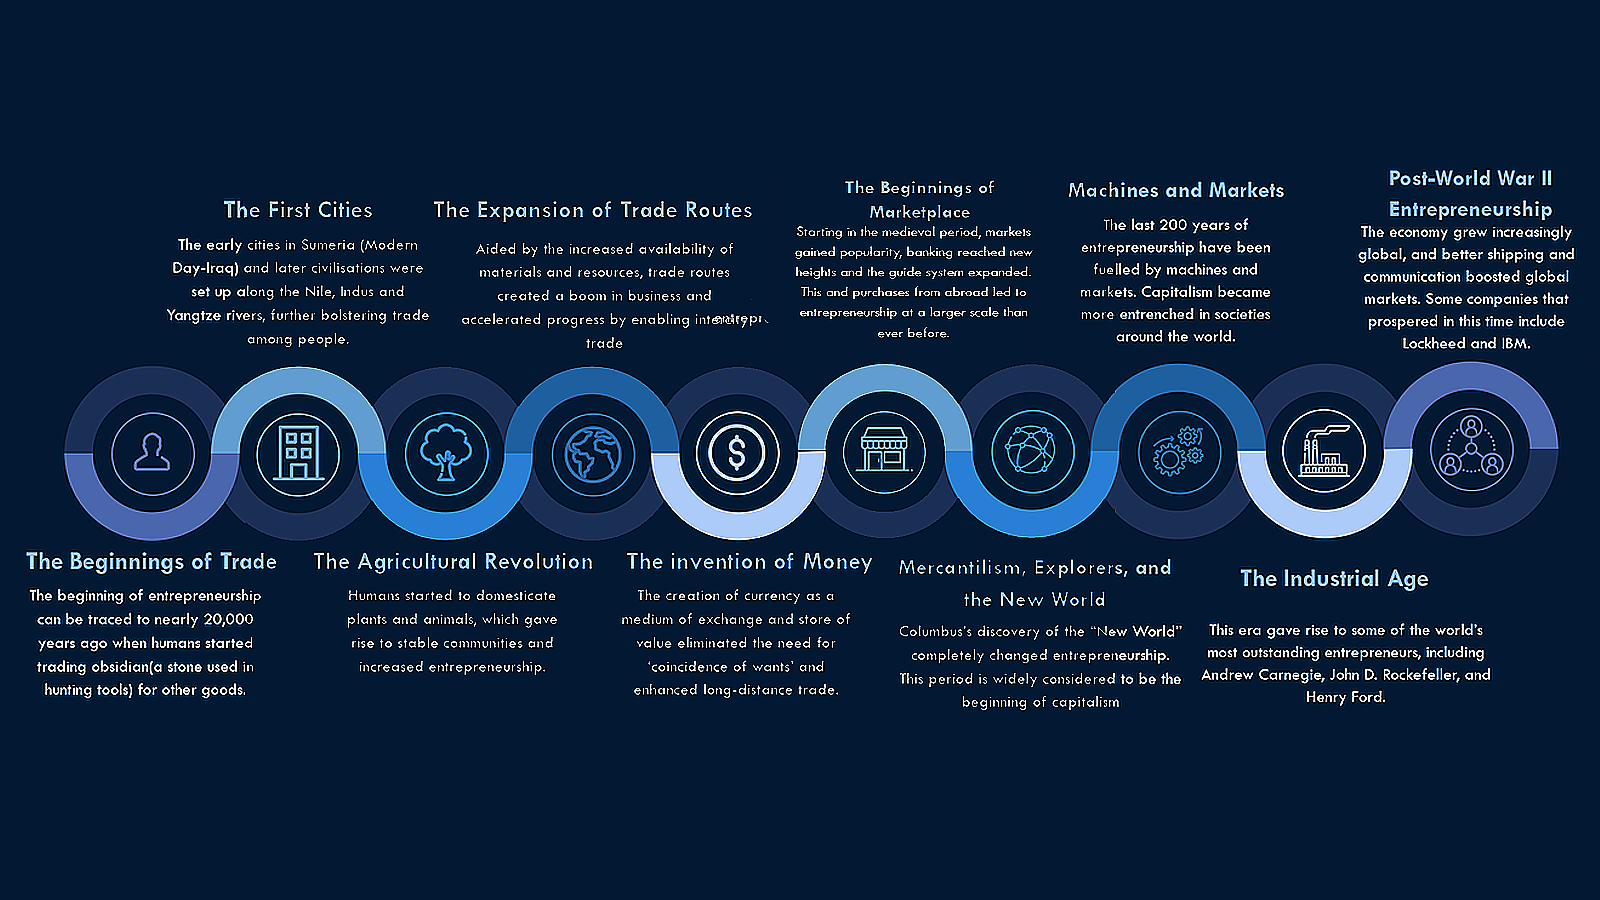 The First Cities
The early cities in Sumeria (Modern
Day-Iraq) and later civilisations were
set up along the Nile, Indus and
Yangtze rivers, further bolstering trade
among people.
The Expansion of Trade Routes
Aided by the increased availability of
materials and resources, trade routes
created a boom in business and
accelerated progress by enabling
trade
The Beginnings of
Marketplace
Starting in the medieval period, markets
gained popularity, banking reached new
heights and the guide system expanded.
This and purchases from abroad led to
entrepreneurship at a larger scale than
ever before.
Machines and Markets
The last 200 years of
entrepreneurship have been
fuelled by machines and
markets. Capitalism became
more entrenched in societies
around the world.
Post-World War II
Entrepreneurship
The economy grew increasingly
global, and better shipping and
communication boosted global
markets. Some companies that
prospered in this time include
Lockheed and IBM.
The Beginnings of Trade
The beginning of entrepreneurship
can be traced to nearly 20,000
years ago when humans started
trading obsidian(a stone used in
hunting tools) for other goods.
The Agricultural Revolution
Humans started to domesticate
plants and animals, which gave
rise to stable communities and
increased entrepreneurship.
The invention of Money
The creation of currency as a
medium of exchange and store of
value eliminated the need for
'coincidence of wants' and
enhanced long-distance trade.
Mercantilism, Explorers, and
the New World
Columbus's discovery of the "New World"
completely changed entrepreneurship.
This period is widely considered to be the
beginning of capitalism
The Industrial Age
This era gave rise to some of the world's
most outstanding entrepreneurs, including
Andrew Carnegie, John D. Rockefeller, and
Henry Ford.